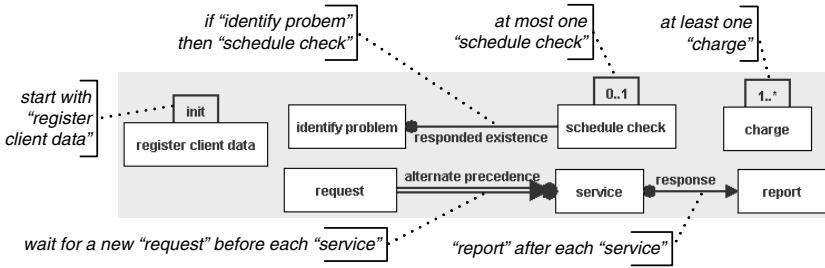 if “identify probem”
then “schedule check”
at most one
“schedule check”
at least one
“charge”
start with
“register
client data”
init
register client data
identify problem
responded existence
0..1
schedule check
1..*
charge
request
alternate precedence
service
response
report
wait for a new “request” before each “service”
“report” after each “service”